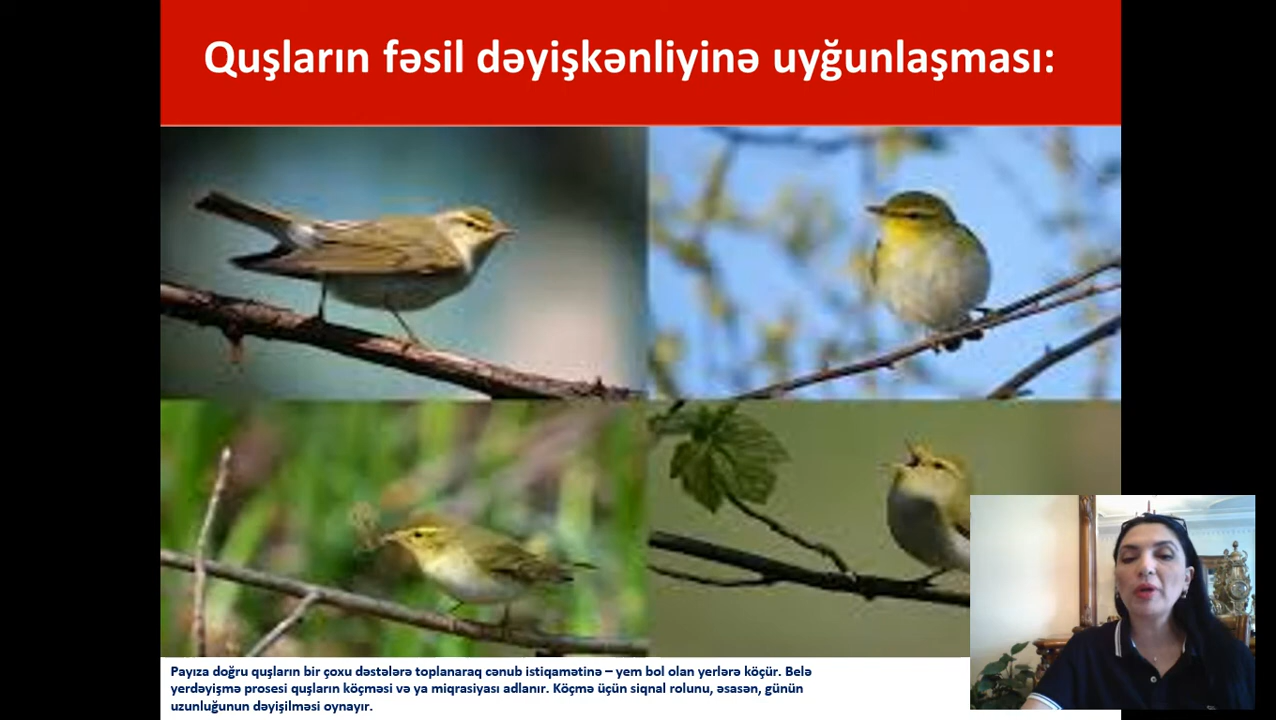 Quşların fəsil dəyişkənliyinə uyğunlaşması:
Payıza doğru quşların bir çoxu dəstələrə toplanaraq cənub istiqamətinə – yem bol olan yerlərə köçür. Belə
yerdəyişmə prosesi quşların köçməsi və ya miqrasiyası adlanır. Köçmə üçün siqnal rolunu, əsasən, günün
uzunluğunun dəyişilməsi oynayır.